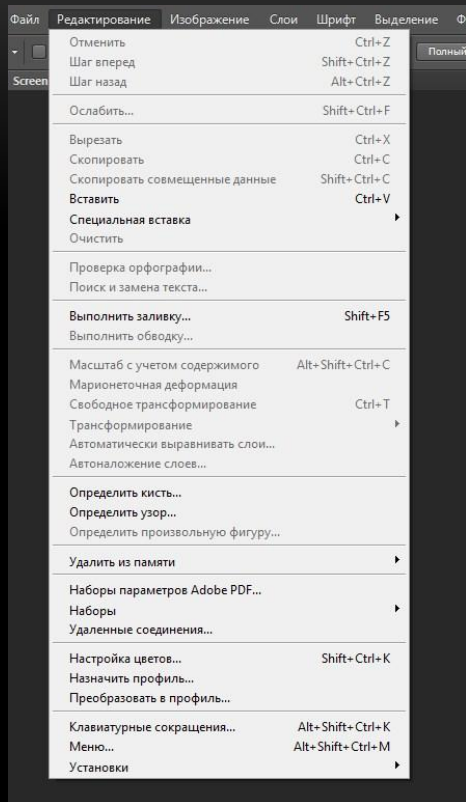 Файл Редактирование Изображение Слои Шрифт Выделение Ф
Полный
Screen
Отменить Ctrl+Z
Шаг вперед Shift+Ctrl+Z
Шаг назад Alt+Ctrl+Z
Ослабить... Shift+Ctrl+F
Вырезать Ctrl+X
Скопировать Ctrl+C
Скопировать совмещенные данные Shift+Ctrl+C
Вставить Ctrl+V
Специальная вставка
Очистить
Проверка орфографии...
Поиск и замена текста...
Выполнить заливку... Shift+F5
Выполнить обводку...
Масштаб с учетом содержимого Alt+Shift+Ctrl+C
Марионеточная деформация
Свободное трансформирование Ctrl+T
Трансформирование
Автоматически выравнивать слои...
Автоналожение слоев...
Определить кисть...
Определить узор...
Определить произвольную фигуру...
Удалить из памяти
Наборы параметров Adobe PDF...
Наборы
Удаленные соединения...
Настройка цветов... Shift+Ctrl+K
Назначить профиль...
Преобразовать в профиль...
Клавиатурные сокращения... Alt+Shift+Ctrl+K
Меню... Alt+Shift+Ctrl+M
Установки